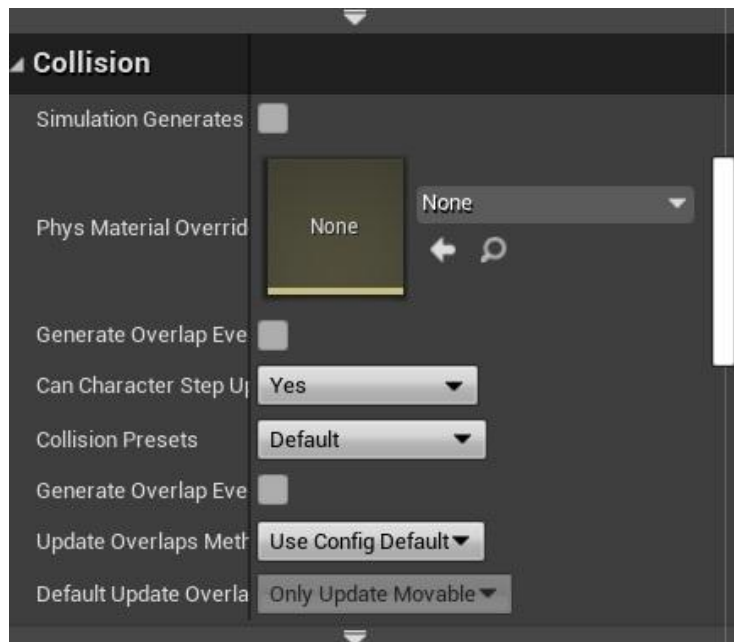 Collision
Simulation Generates
Phys Material Overrid
None
None
Generate Overlap Eve
Can Character Step Up
Yes
Collision Presets
Default
Generate Overlap Eve
Update Overlaps Meth
Use Config Default
Default Update Overla
Only Update Movable